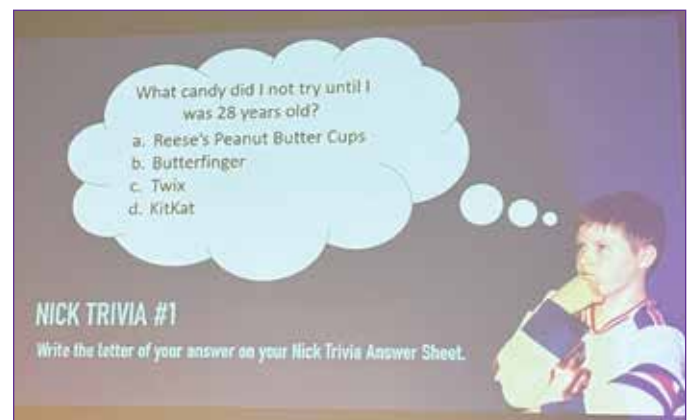 What candy did I not try until I
was 28 years old?
a. Reese's Peanut Butter Cups
b. Butterfinger
c. Twix
d. KitKat
NICK TRIVIA #1
Write the letter of your answer on your Nick Trivia Answer Sheet.